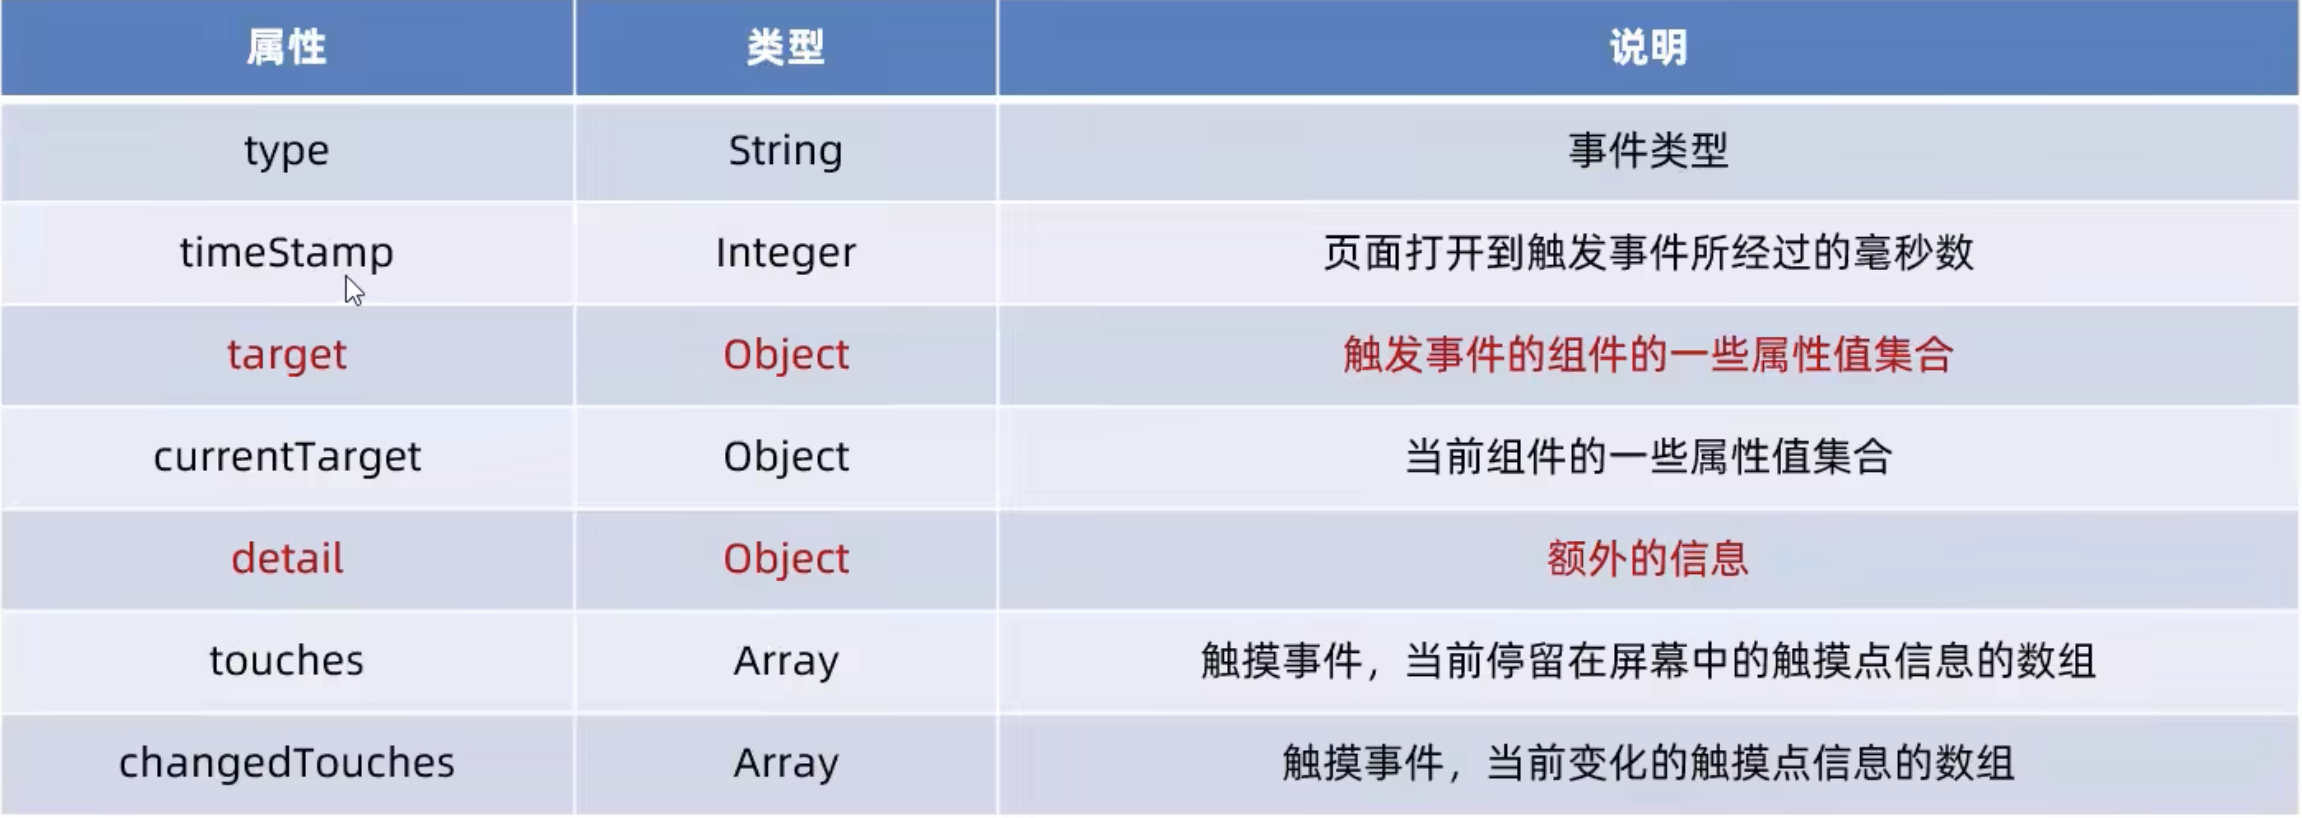 属性 类型 说明
type String 事件类型
timeStamp Integer 页面打开到触发事件所经过的毫秒数
target Object 触发事件的组件的一些属性值集合
currentTarget Object 当前组件的一些属性值集合
detail Object 额外的信息
touches Array 触摸事件，当前停留在屏幕中的触摸点信息的数组
changedTouches Array 触摸事件，当前变化的触摸点信息的数组